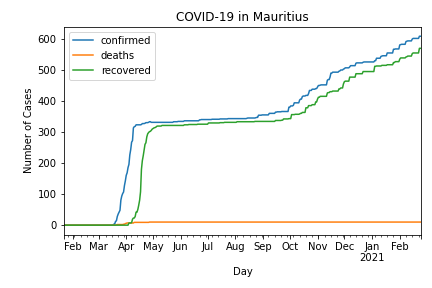 COVID-19 in Mauritius
confirmed
deaths
recovered
Number of Cases
600
500
400
300
200
100
0
Feb Mar Apr May Jun Jul Aug Sep Oct Nov Dec Jan Feb
2021
Day